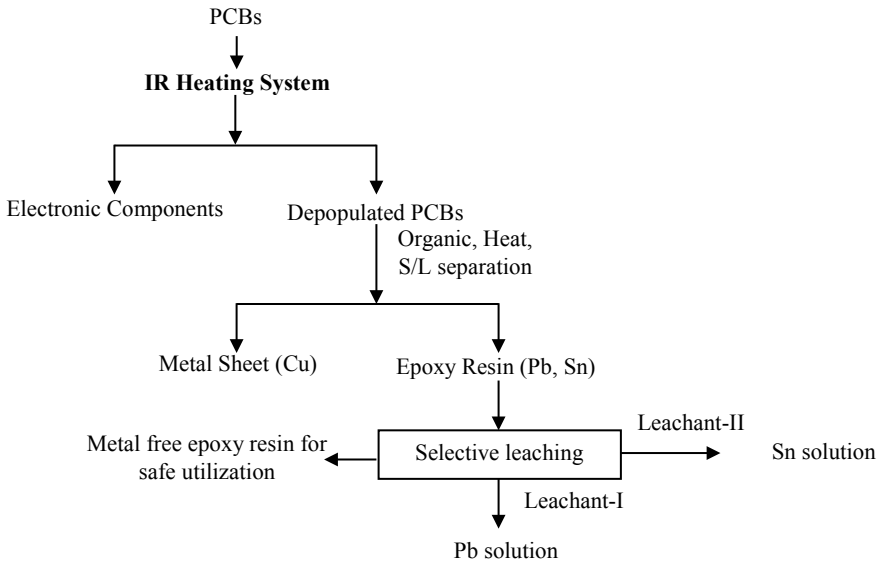 PCBs
IR Heating System
Electronic Components
Depopulated PCBs
Organic, Heat,
S/L separation
Metal Sheet (Cu)
Epoxy Resin (Pb, Sn)
Metal free epoxy resin for
safe utilization
Selective leaching
Leachant-II
Sn solution
Leachant-I
Pb solution